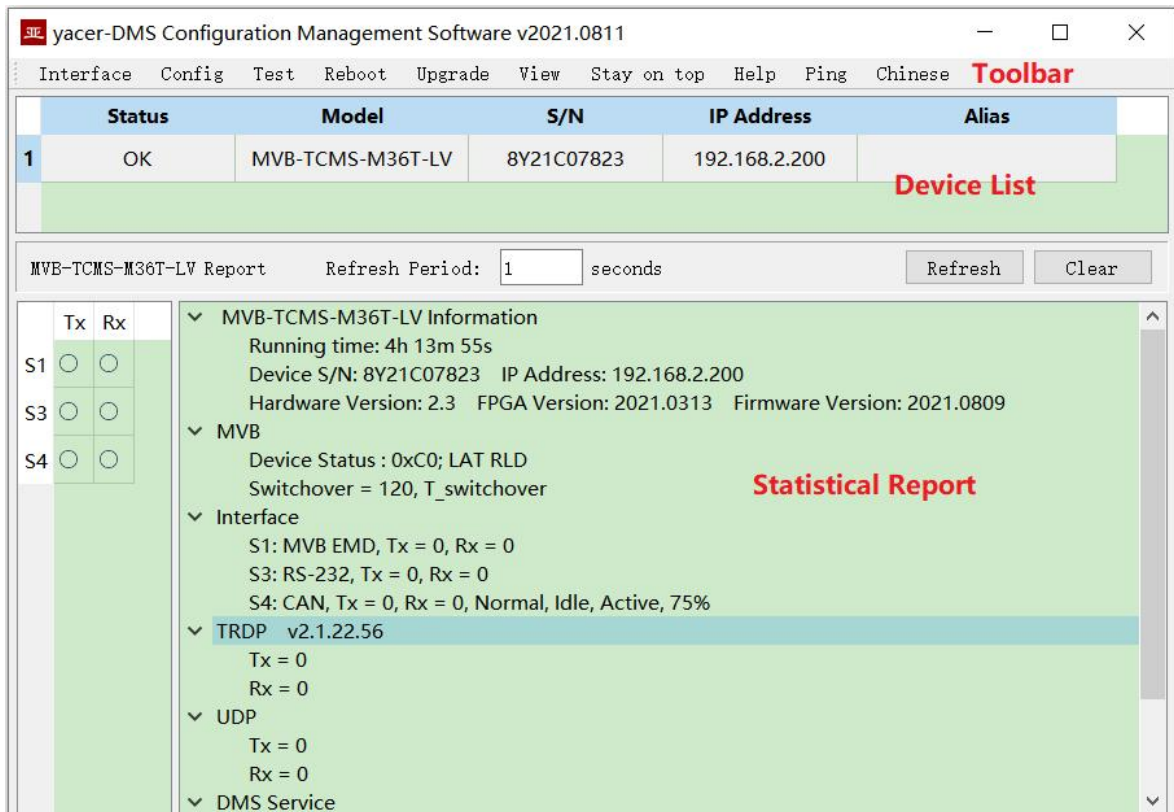 亚 yacer-DMS Configuration Management Software v2021.0811
Interface Config Test Reboot Upgrade View Stay on top Help Ping Chinese Toolbar
Status Model S/N IP Address Alias
1 OK MVB-TCMS-M36T-LV 8Y21C07823 192.168.2.200
Device List
MVB-TCMS-M36T-LV Report Refresh Period: 1 seconds Refresh Clear
Tx Rx
S1
S3
S4
MVB-TCMS-M36T-LV Information
Running time: 4h 13m 55s
Device S/N: 8Y21C07823 IP Address: 192.168.2.200
Hardware Version: 2.3 FPGA Version: 2021.0313 Firmware Version: 2021.0809
MVB
Device Status : 0xC0; LAT RLD
Switchover = 120, T_switchover
Statistical Report
Interface
S1: MVB EMD, Tx = 0, Rx = 0
S3: RS-232, Tx = 0, Rx = 0
S4: CAN, Tx = 0, Rx = 0, Normal, Idle, Active, 75%
TRDP v2.1.22.56
Tx = 0
Rx = 0
UDP
Tx = 0
Rx = 0
DMS Service